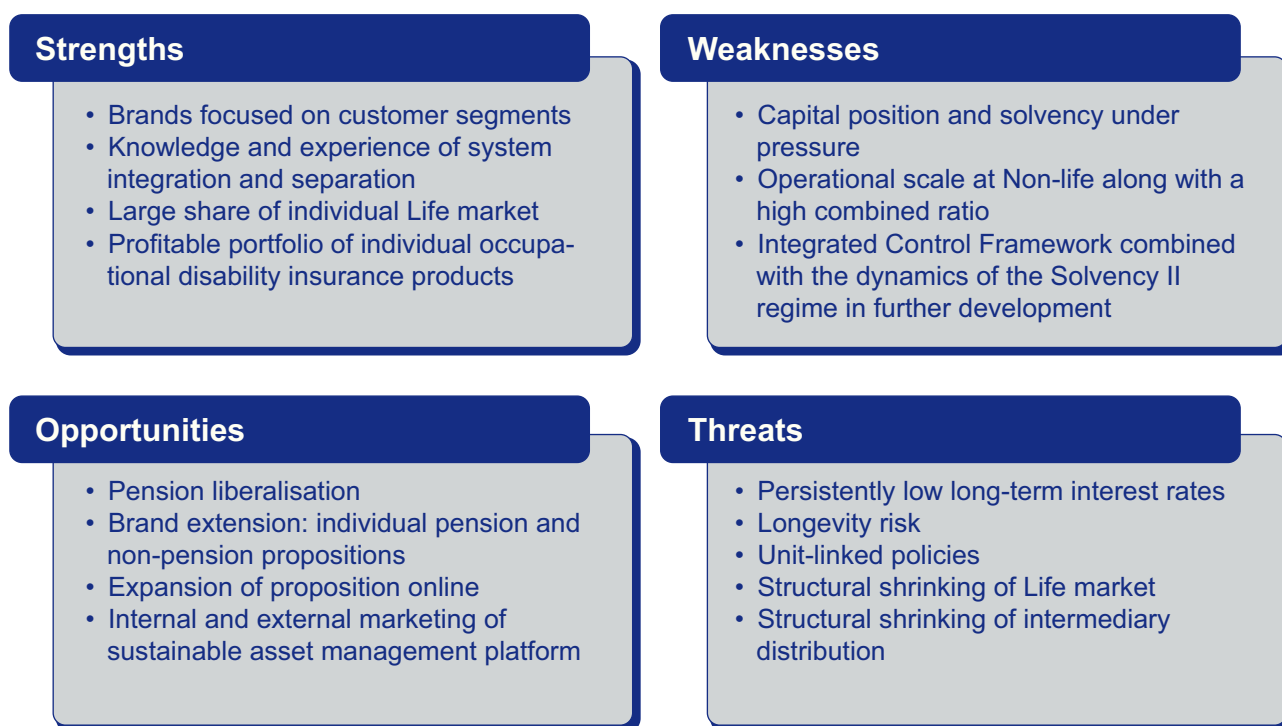 Strengths
• Brands focused on customer segments
• Knowledge and experience of system
integration and separation
• Large share of individual Life market
• Profitable portfolio of individual occupa-
tional disability insurance products
Weaknesses
• Capital position and solvency under
pressure
• Operational scale at Non-life along with a
high combined ratio
• Integrated Control Framework combined
with the dynamics of the Solvency II
regime in further development
Opportunities
• Pension liberalisation
• Brand extension: individual pension and
non-pension propositions
• Expansion of proposition online
• Internal and external marketing of
sustainable asset management platform
Threats
• Persistently low long-term interest rates
• Longevity risk
• Unit-linked policies
• Structural shrinking of Life market
• Structural shrinking of intermediary
distribution